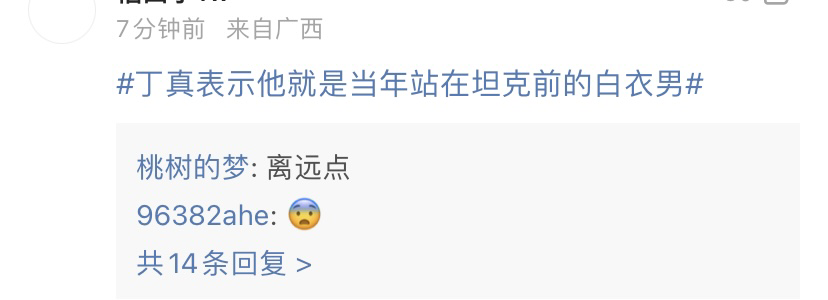 7分钟前 来自广西
#丁真表示他就是当年站在坦克前的白衣男#
桃树的梦: 离远点
96382ahe: 😨
共14条回复 >